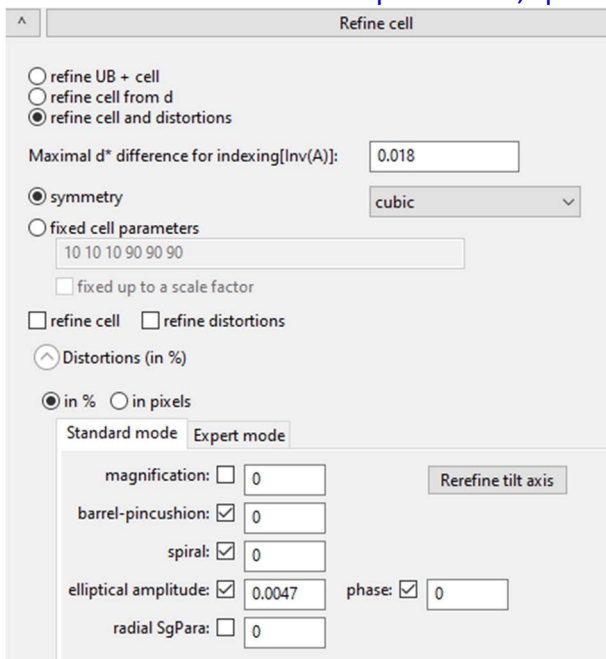 ^ Refine cell
refine UB + cell
refine cell from d
refine cell and distortions
Maximal d* difference for indexing[Inv(A)]: 0.018
symmetry cubic
fixed cell parameters
10 10 10 90 90 90
fixed up to a scale factor
refine cell refine distortions
Distortions (in %)
in % in pixels
Standard mode Expert mode
magnification: 0 Rerefine tilt axis
barrel-pincushion: 0
spiral: 0
elliptical amplitude: 0.0047 phase: 0
radial SgPara: 0